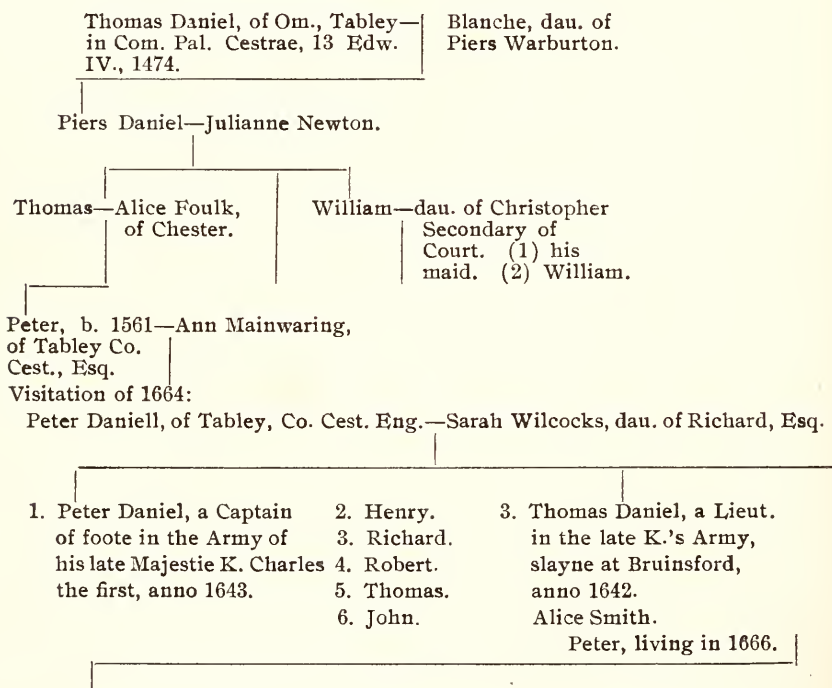 Thomas Daniel, of Om., Tabley—
in Com. Pal. Cestrae, 13 Edw.
IV., 1474.
Blanche, dau. of
Piers Warburton.
Piers Daniel—Julianne Newton.
Thomas—Alice Foulk,
of Chester.
William—dau. of Christopher
Secondary of
Court. (1) his
maid. (2) William.
Peter, b. 1561—Ann Mainwaring,
of Tabley Co.
Cest., Esq.
Visitation of 1664:
Peter Daniell, of Tabley, Co. Cest. Eng.—Sarah Wilcocks, dau. of Richard, Esq.
1. Peter Daniel, a Captain
of foote in the Army of
his late Majestie K. Charles
the first, anno 1643.
2. Henry.
3. Richard.
4. Robert.
5. Thomas.
6. John.
3. Thomas Daniel, a Lieut.
in the late K.'s Army,
slayne at Bruinsford,
anno 1642.
Alice Smith.
Peter, living in 1666.